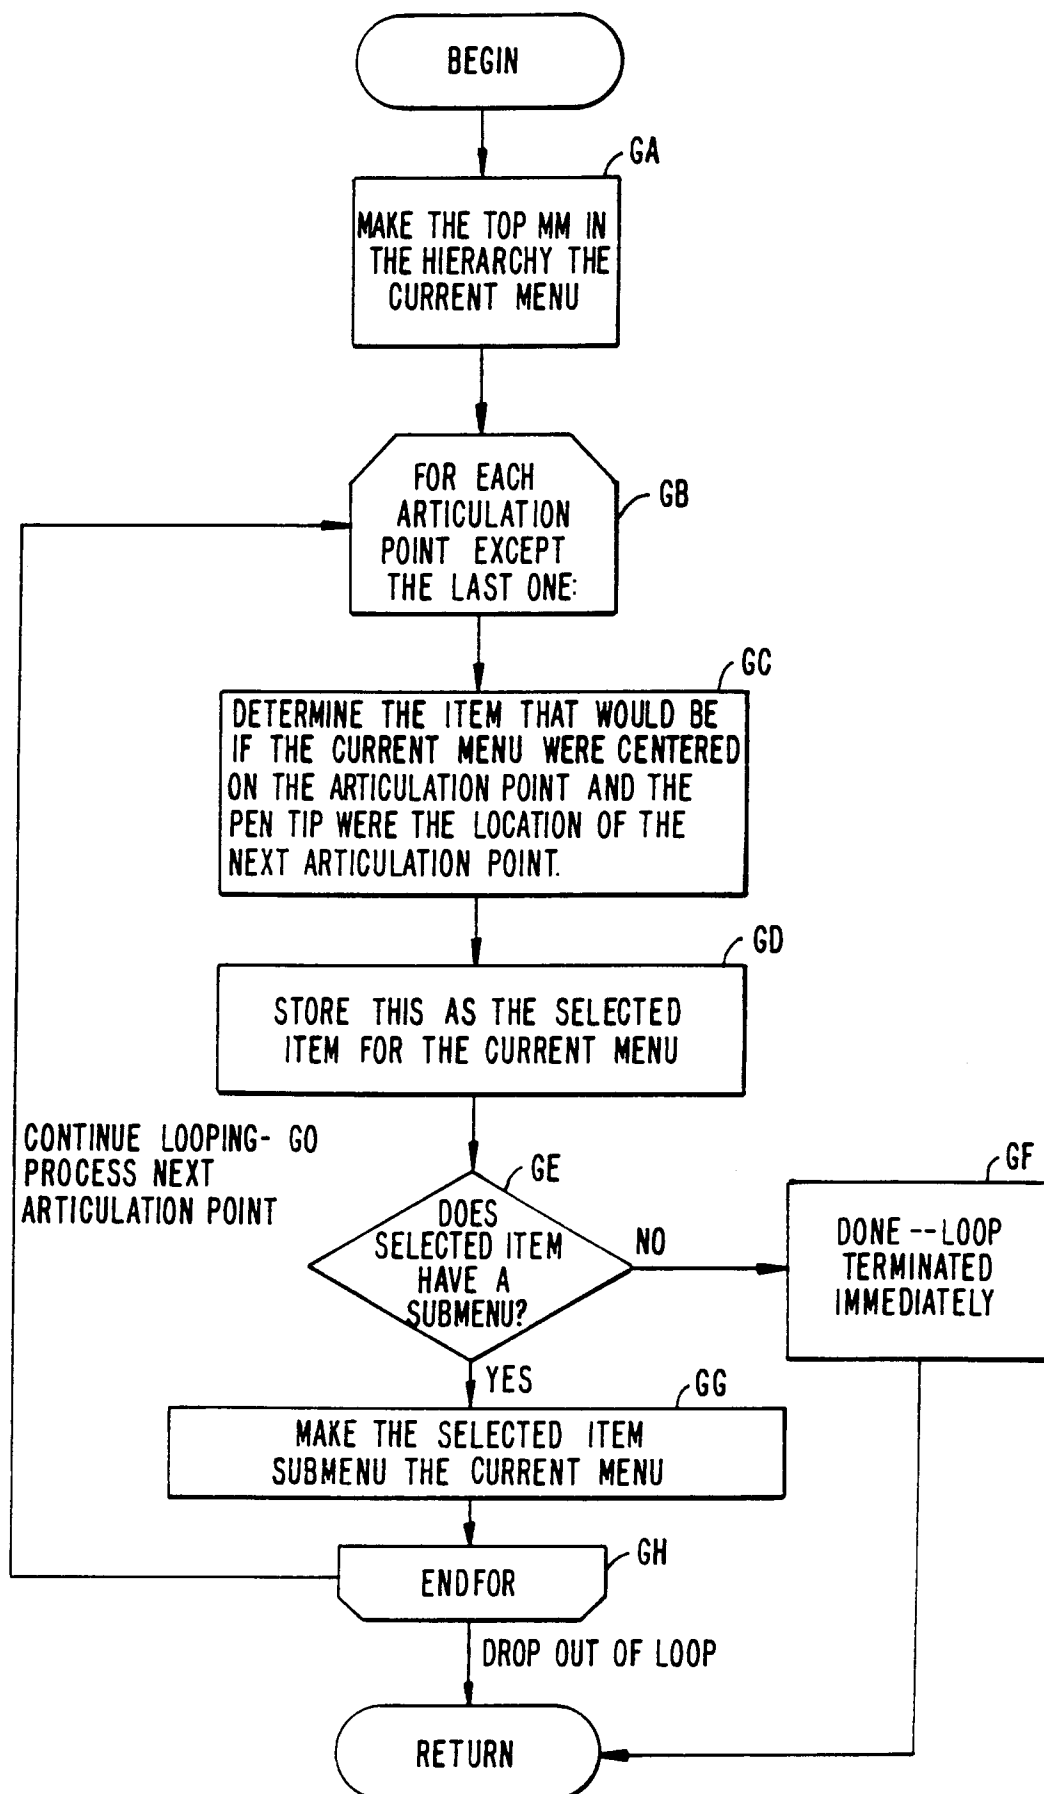 BEGIN
GA
MAKE THE TOP MM IN
THE HIERARCHY THE
CURRENT MENU
FOR EACH
ARTICULATION
POINT EXCEPT
THE LAST ONE:
GB
GC
DETERMINE THE ITEM THAT WOULD BE
IF THE CURRENT MENU WERE CENTERED
ON THE ARTICULATION POINT AND THE
PEN TIP WERE THE LOCATION OF THE
NEXT ARTICULATION POINT.
GD
STORE THIS AS THE SELECTED
ITEM FOR THE CURRENT MENU
CONTINUE LOOPING- GO
PROCESS NEXT
ARTICULATION POINT
GE
DOES
SELECTED ITEM
HAVE A
SUBMENU?
NO
GF
DONE --LOOP
TERMINATED
IMMEDIATELY
YES
GG
MAKE THE SELECTED ITEM
SUBMENU THE CURRENT MENU
GH
ENDFOR
DROP OUT OF LOOP
RETURN